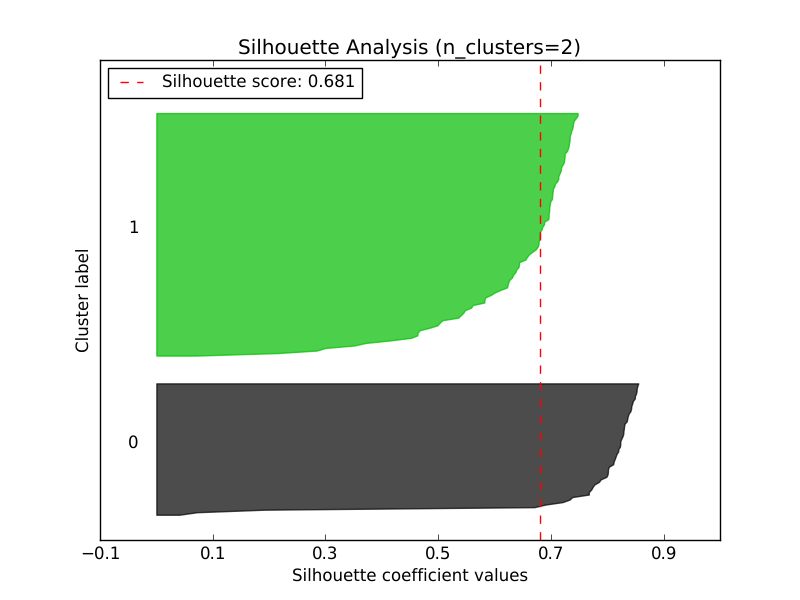 Silhouette Analysis (n_clusters=2)
Silhouette score: 0.681
Cluster label
1
0
−0.1 0.1 0.3 0.5 0.7 0.9
Silhouette coefficient values